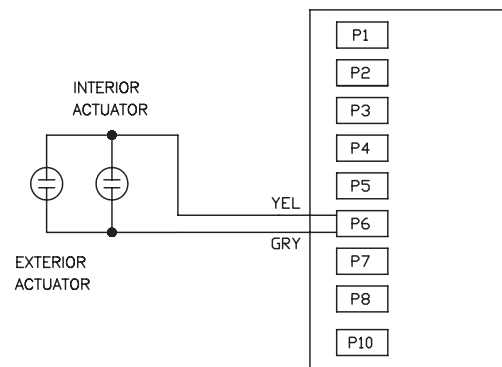 INTERIOR
ACTUATOR
EXTERIOR
ACTUATOR
YEL
GRY
P1
P2
P3
P4
P5
P6
P7
P8
P10